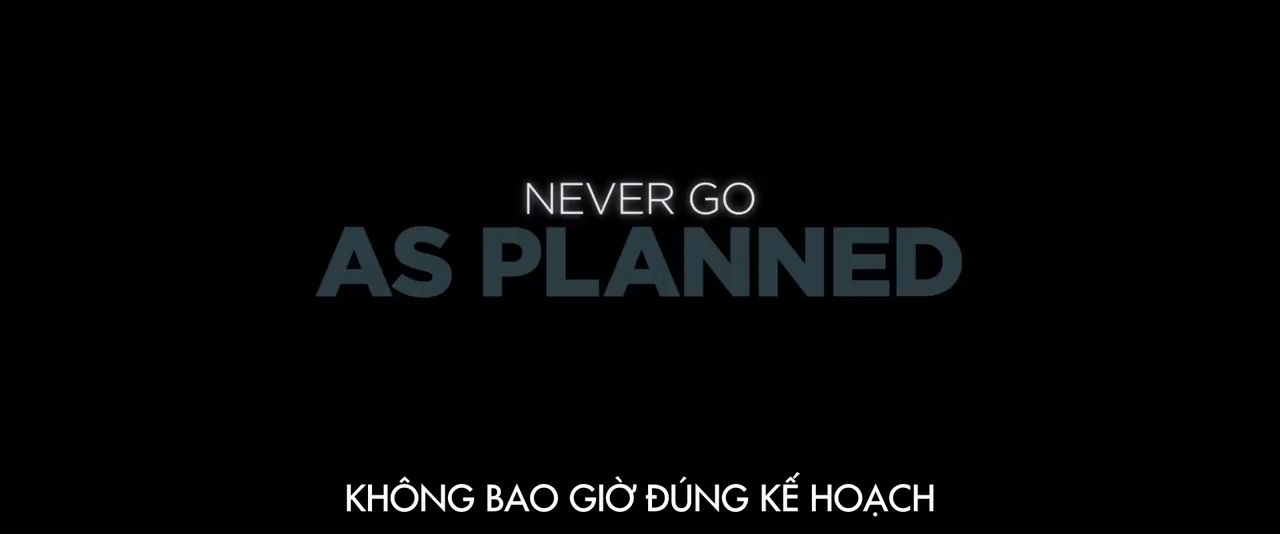 NEVER GO
AS PLANNED
KHÔNG BAO GIỜ ĐÚNG KẾ HOẠCH